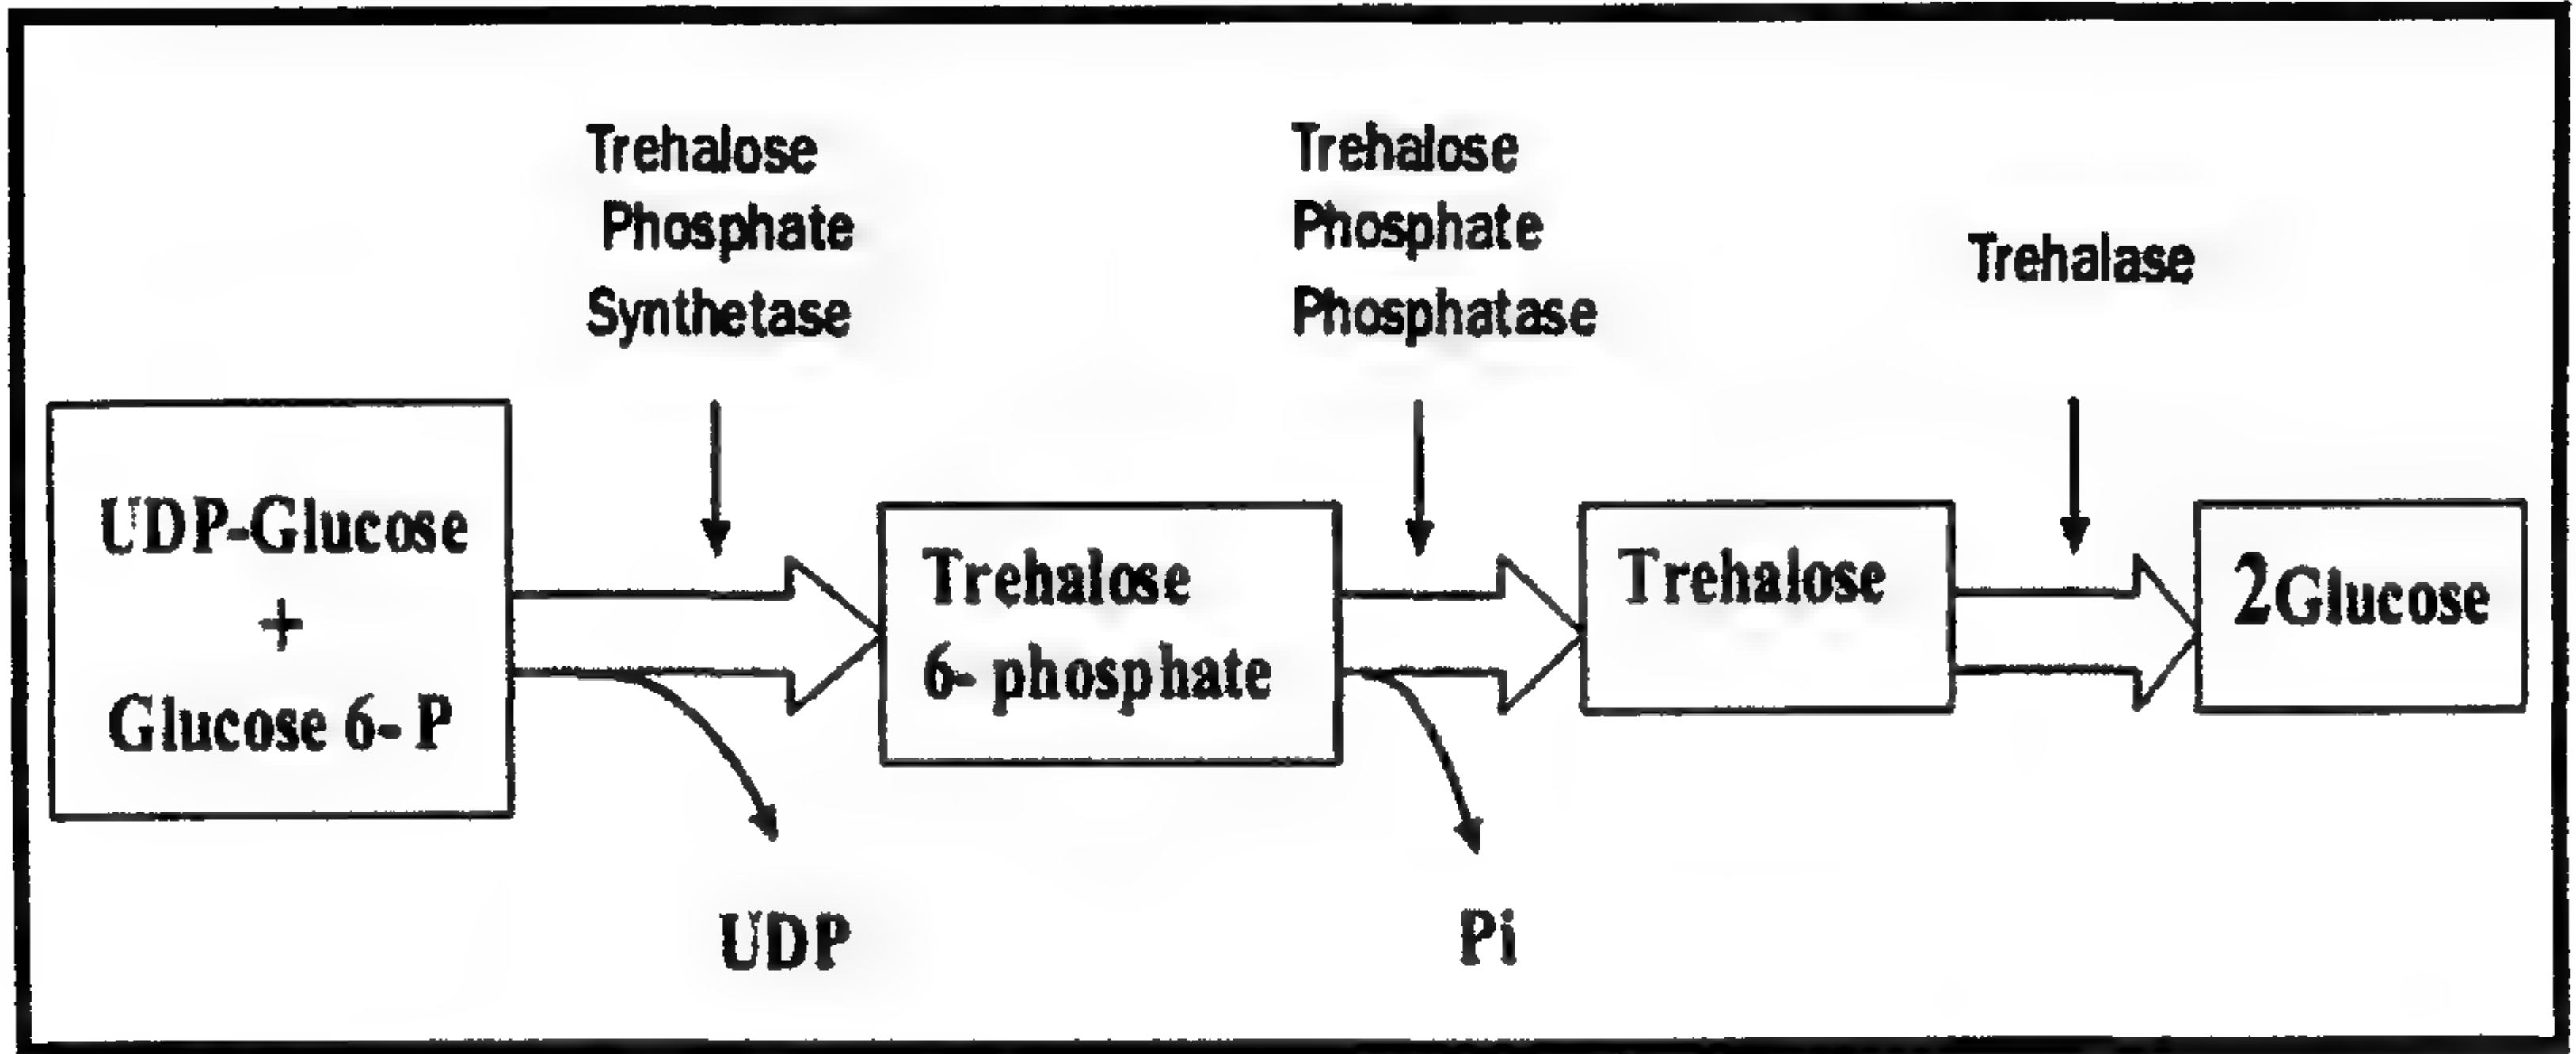 Trehalose
Phosphate
Synthetase
Trehalose
Phosphate
Phosphatase
Trehalase
UDP-Glucose
+
Glucose 6- P
Trehalose
6- phosphate
Trehalose
2Glucose
UDP
Pi